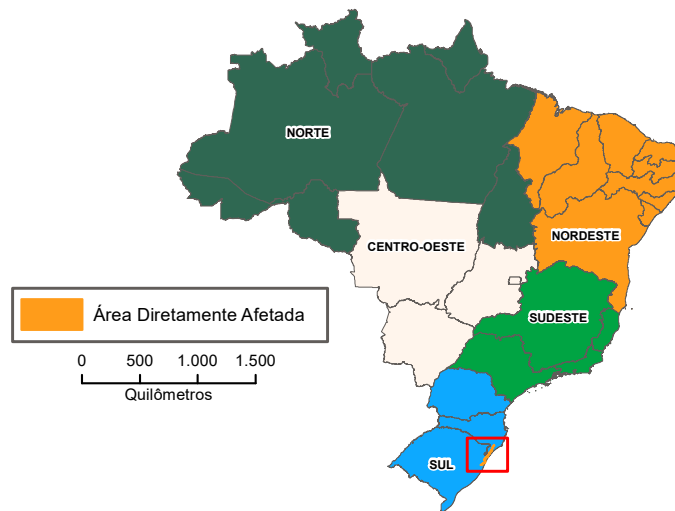 NORTE
NORDESTE
CENTRO-OESTE
Área Diretamente Afetada
SUDESTE
0 500 1.000 1.500
Quilômetros
SUL